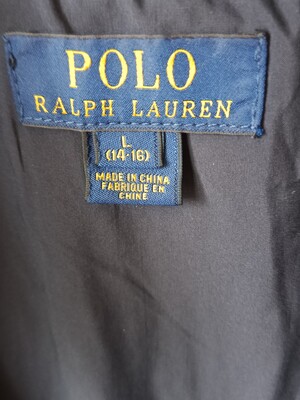 POLO
RALPH LAUREN
L
(14-16)
MADE IN CHINA
FABRIQUE EN
CHINE